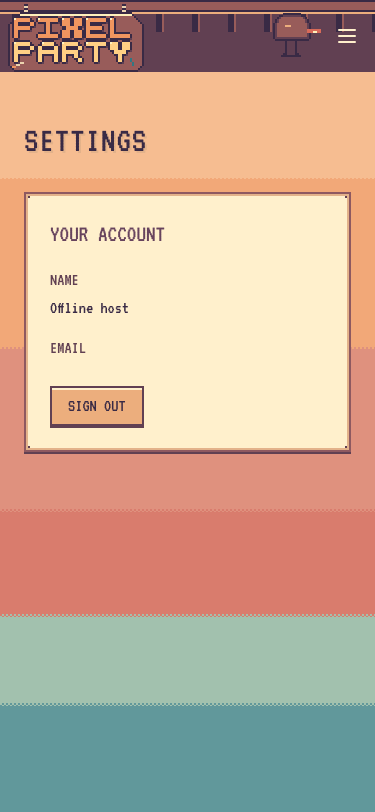 PIXEL
PARTY
SETTINGS
YOUR ACCOUNT
NAME
Offline host
EMAIL
SIGN OUT